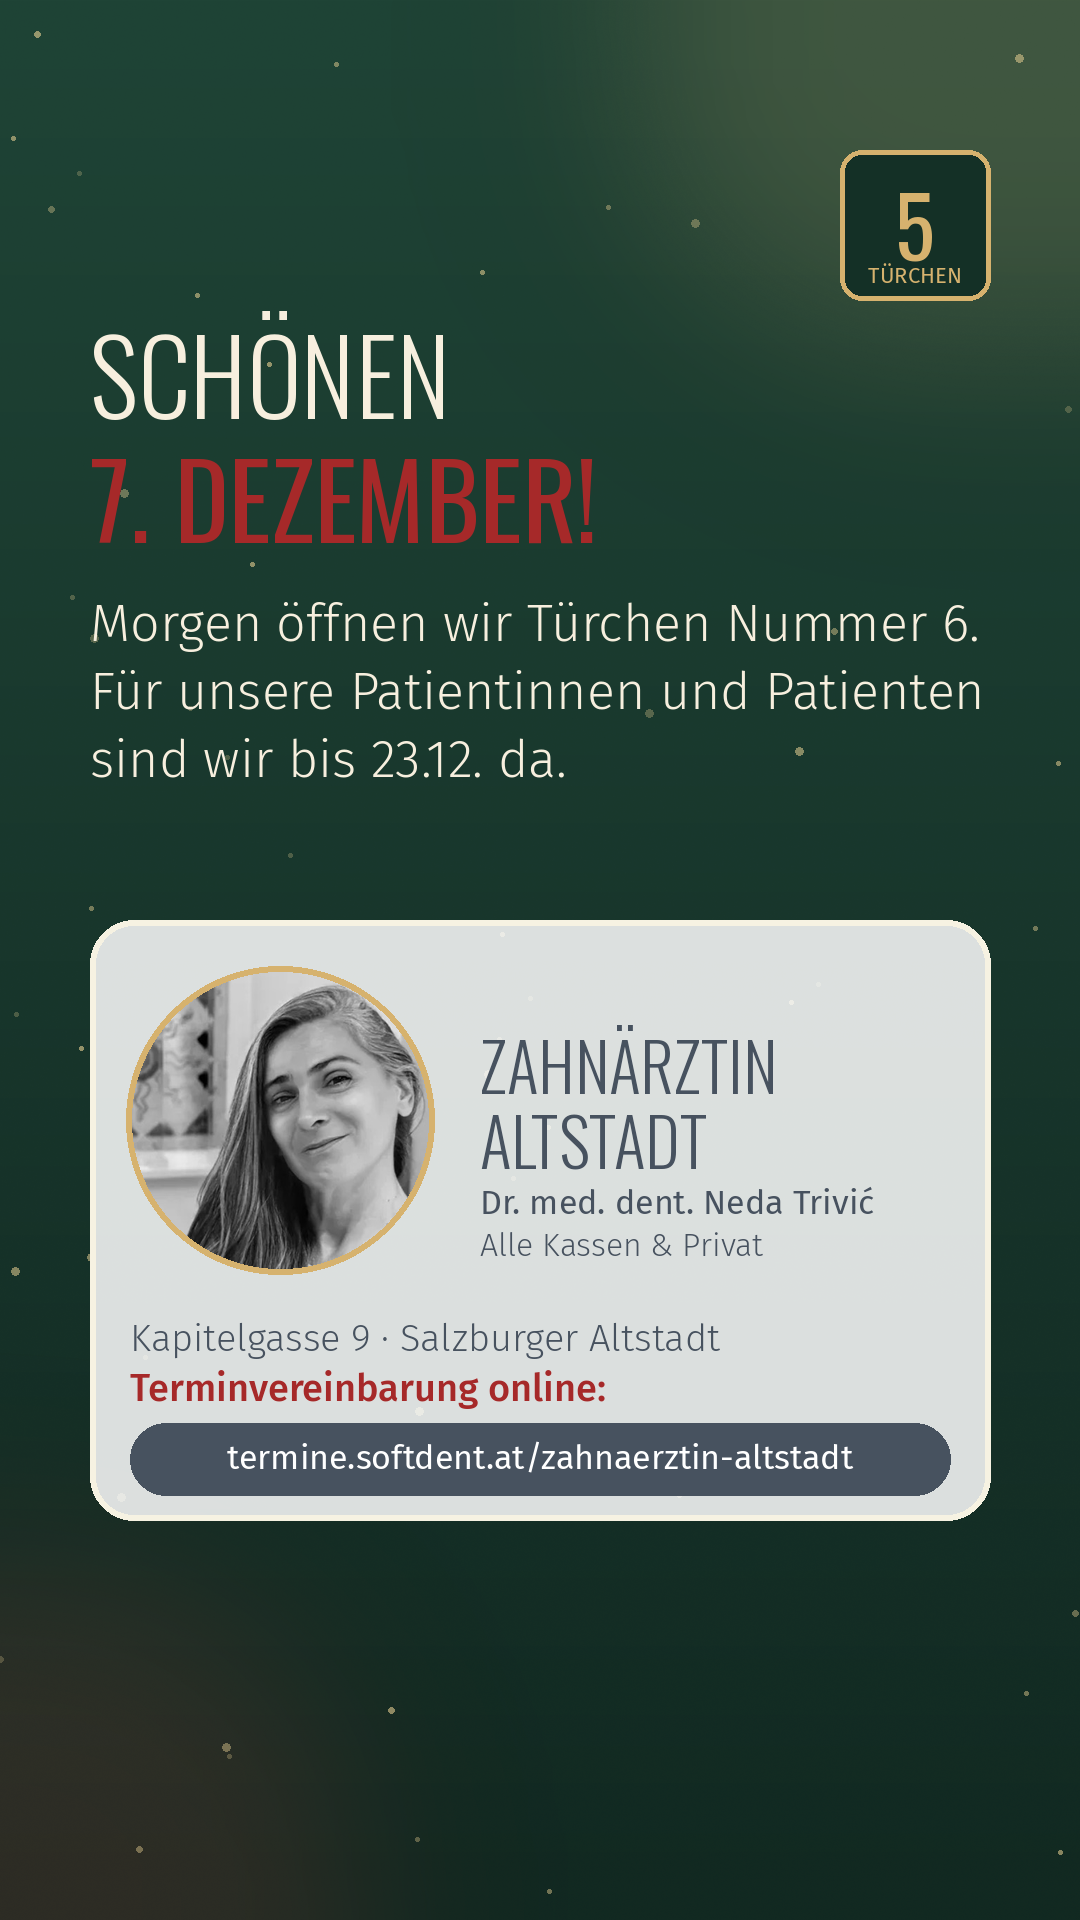 5
TÜRCHEN
SCHÖNEN
7. DEZEMBER!
Morgen öffnen wir Türchen Nummer 6.
Für unsere Patientinnen und Patienten
sind wir bis 23.12. da.
ZAHNÄRZTIN
ALTSTADT
Dr. med. dent. Neda Trivić
Alle Kassen & Privat
Kapitelgasse 9 · Salzburger Altstadt
Terminvereinbarung online:
termine.softdent.at/zahnaerztin-altstadt